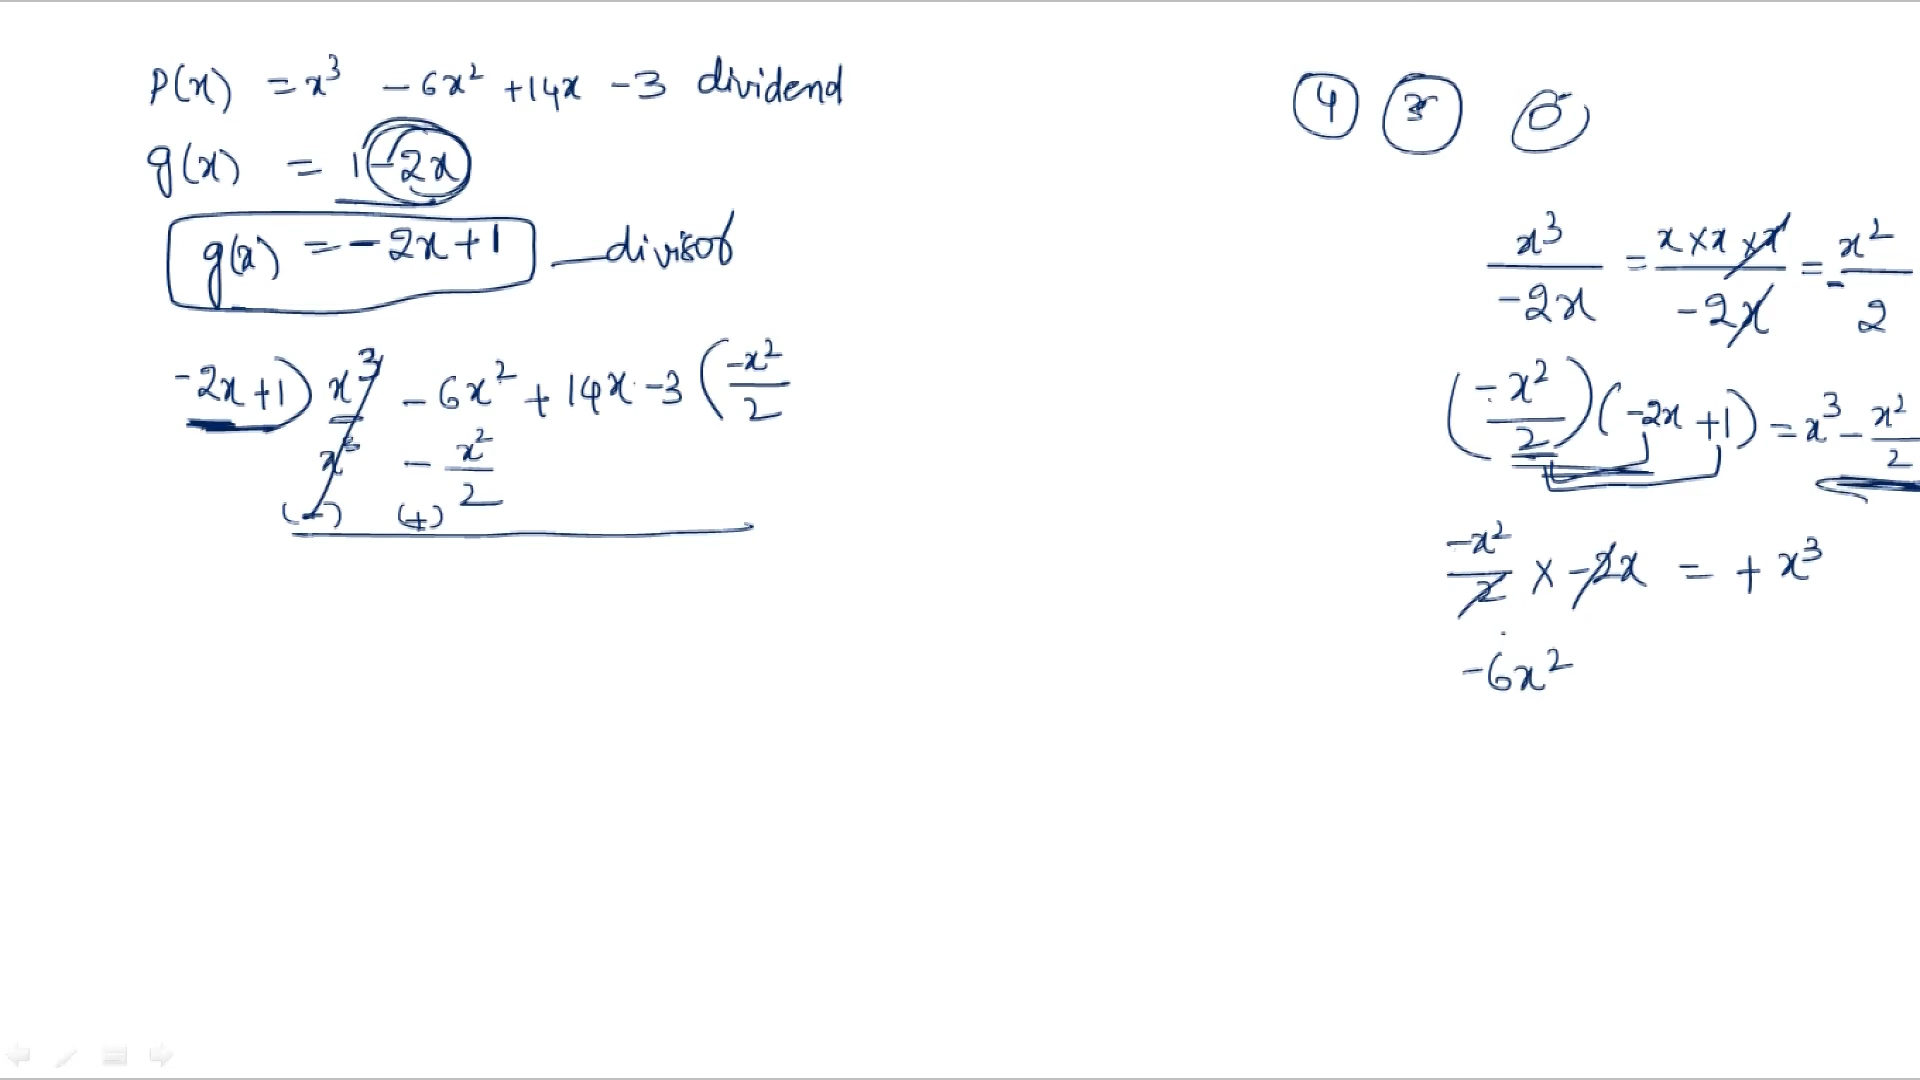 P(x) = x³ - 6x² + 14x - 3 dividend
g(x) = 1 - 2x
g(x) = -2x + 1 — divisor
-2x + 1) x³ - 6x² + 14x - 3 (-x²/2
x³ - x²/2
(-) (+)
4 3
x³/-2x = x × x × x/-2x = -x²/2
(-x²/2)(-2x + 1) = x³ - x²/2
-x²/2 × -2x = + x³
-6x²